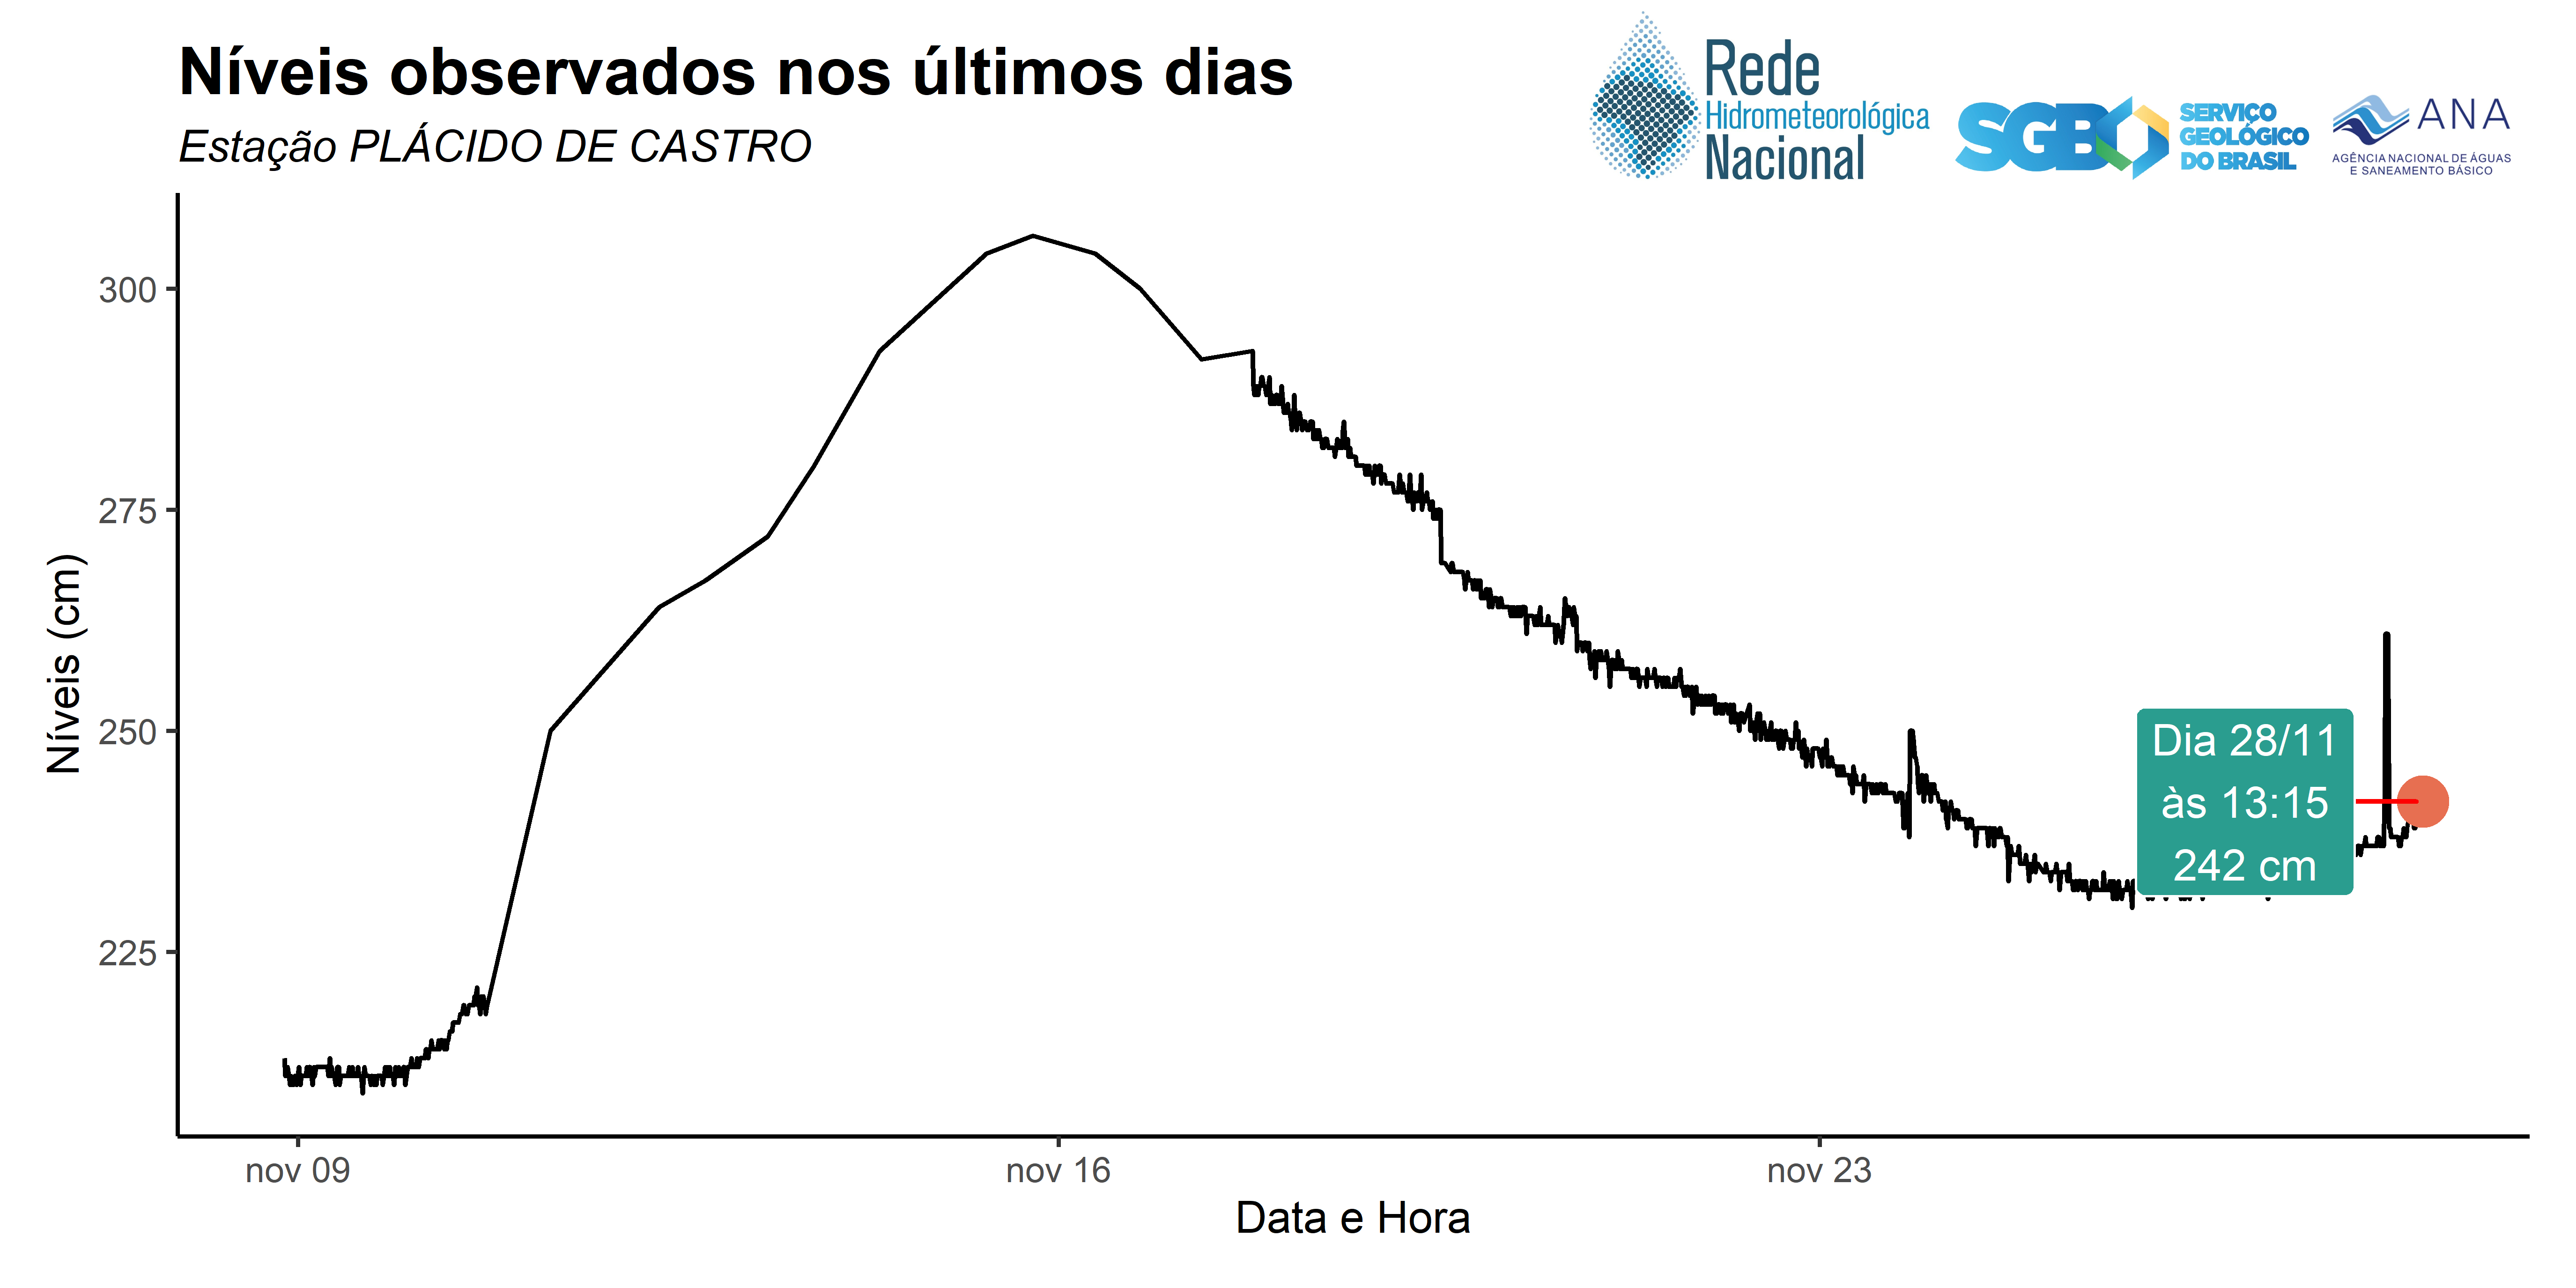 Níveis observados nos últimos dias
Estação PLÁCIDO DE CASTRO
Rede
Hidrometeorológica
Nacional
SGB
SERVIÇO
GEOLÓGICO
DO BRASIL
ANA
AGÊNCIA NACIONAL DE ÁGUAS
E SANEAMENTO BÁSICO
Níveis (cm)
300
275
250
225
Dia 28/11
às 13:15
242 cm
nov 09
nov 16
nov 23
Data e Hora